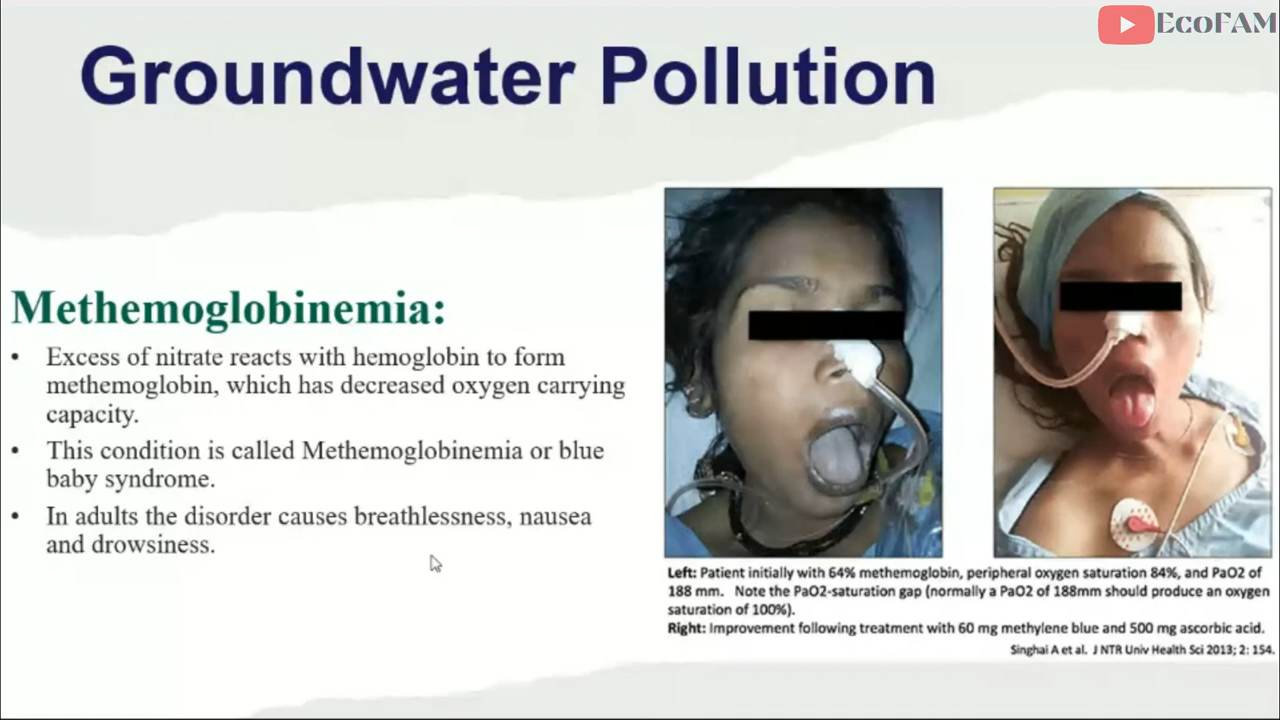 EcoFAM
Groundwater Pollution
Methemoglobinemia:
• Excess of nitrate reacts with hemoglobin to form
methemoglobin, which has decreased oxygen carrying
capacity.
• This condition is called Methemoglobinemia or blue
baby syndrome.
• In adults the disorder causes breathlessness, nausea
and drowsiness.
Left: Patient initially with 64% methemoglobin, peripheral oxygen saturation 84%, and PaO2 of
188 mm. Note the PaO2-saturation gap (normally a PaO2 of 188mm should produce an oxygen
saturation of 100%).
Right: Improvement following treatment with 60 mg methylene blue and 500 mg ascorbic acid.
Singhai A et al. J NTR Univ Health Sci 2013; 2: 154.